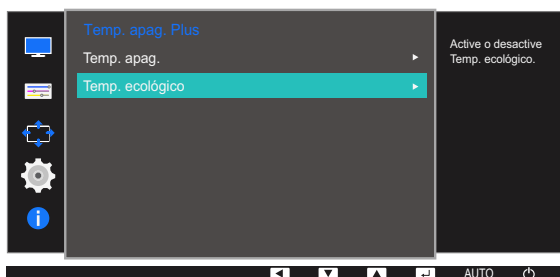 Temp. apag. Plus
Temp. apag.
Temp. ecológico
Active o desactive
Temp. ecológico.
AUTO